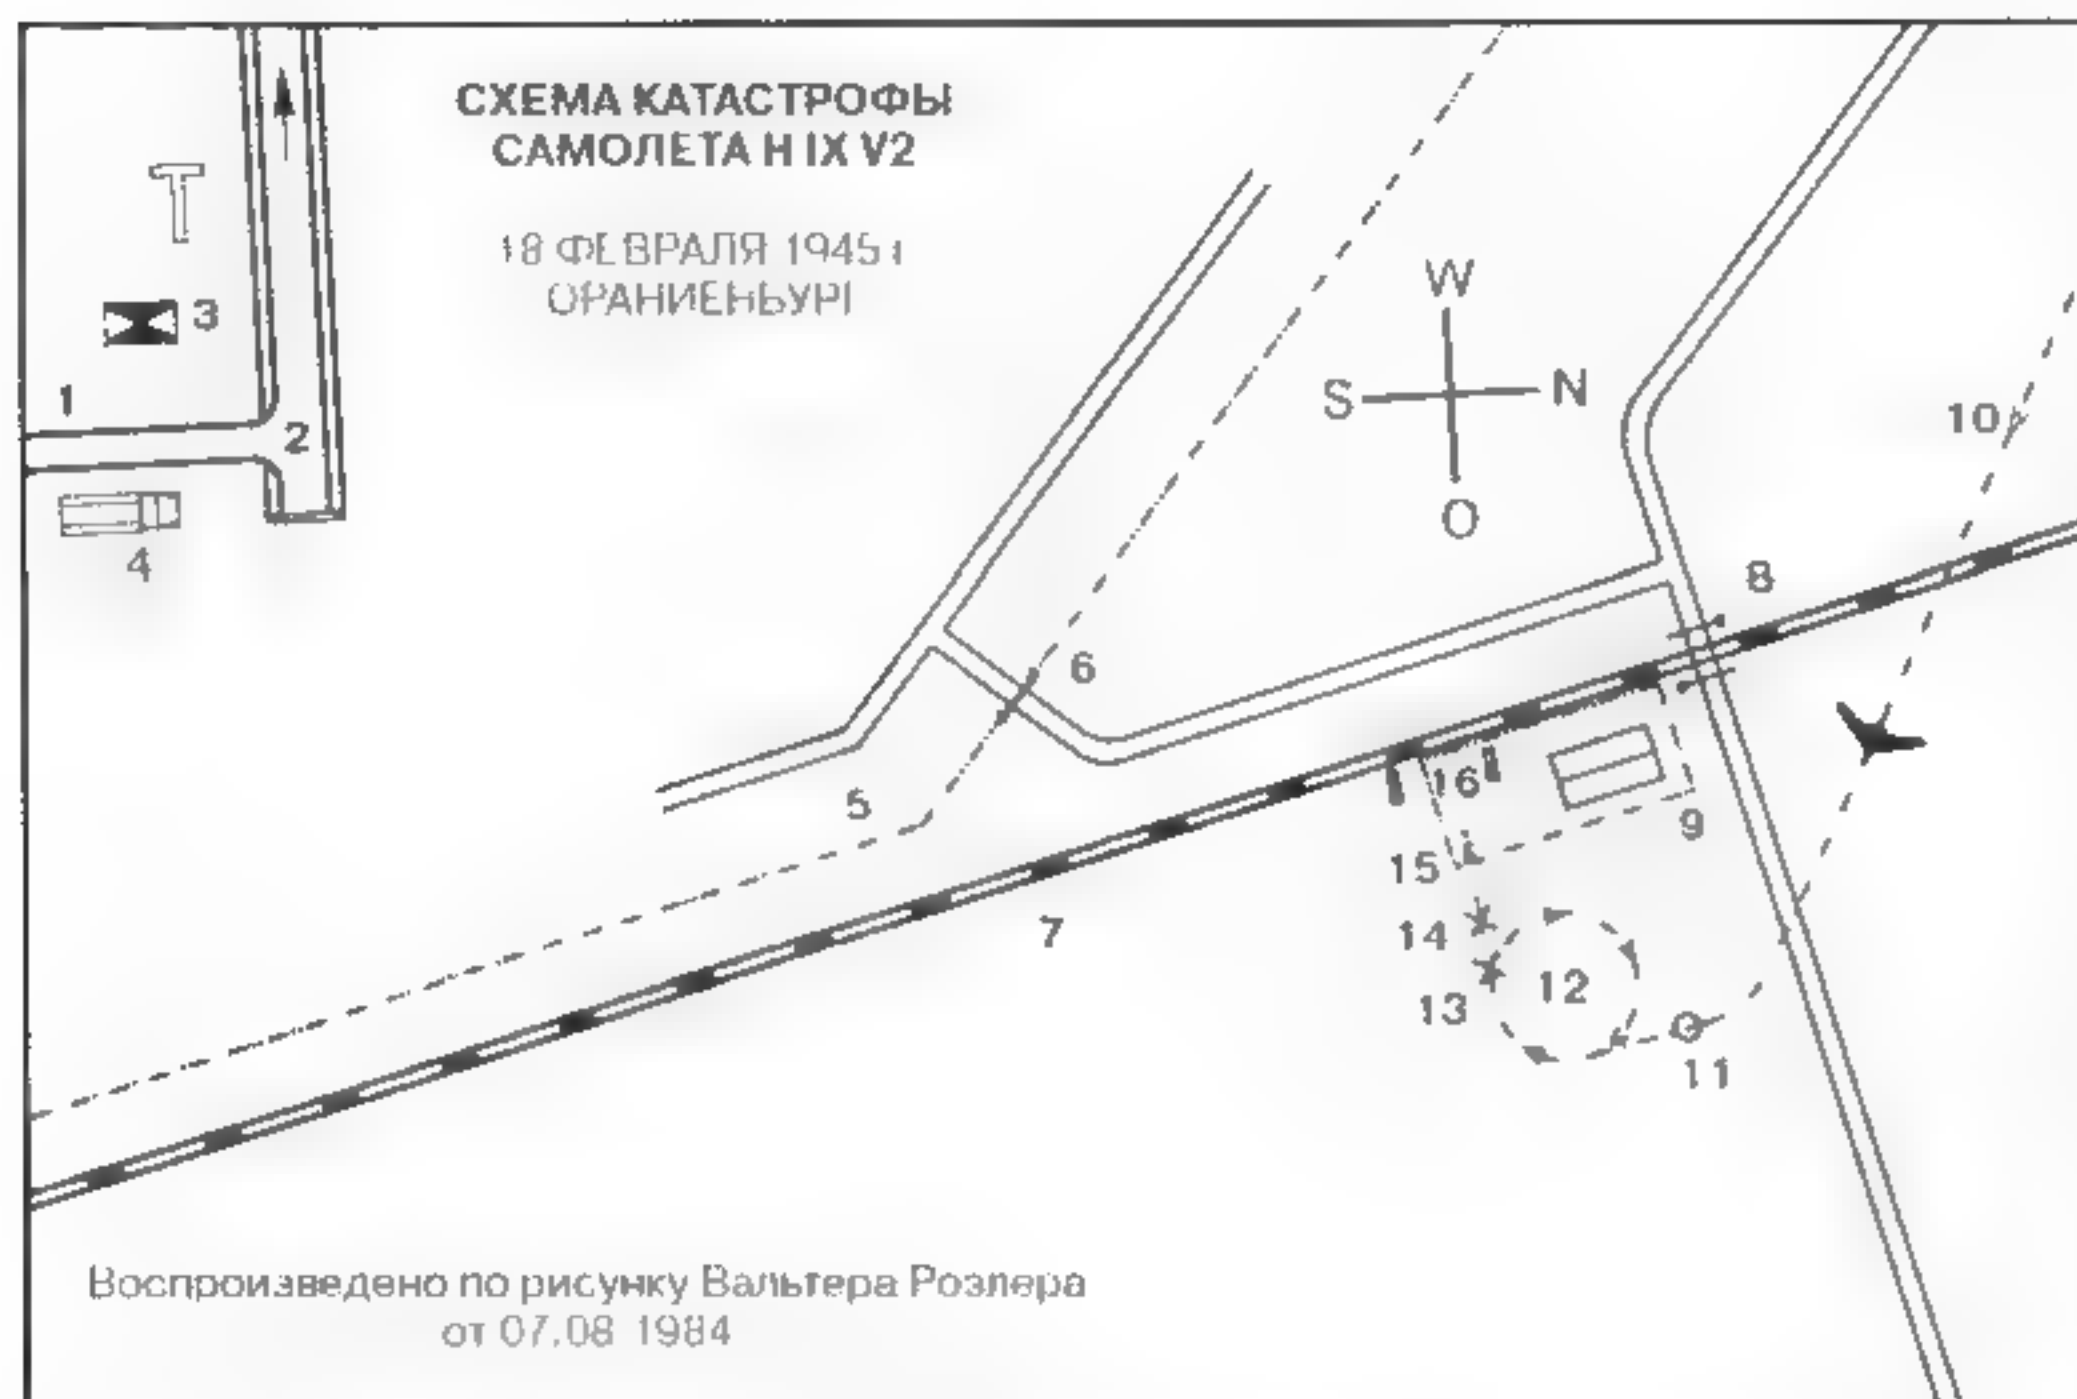 СХЕМА КАТАСТРОФЫ
САМОЛЕТА H IX V2
18 ФЕВРАЛЯ 1945 г
ОРАНИЕНБУРГ
T
3
1
2
4
W
S
N
O
10
8
6
5
16
9
15
7
14
13
12
11
Воспроизведено по рисунку Вальтера Розлера
от 07.08 1984